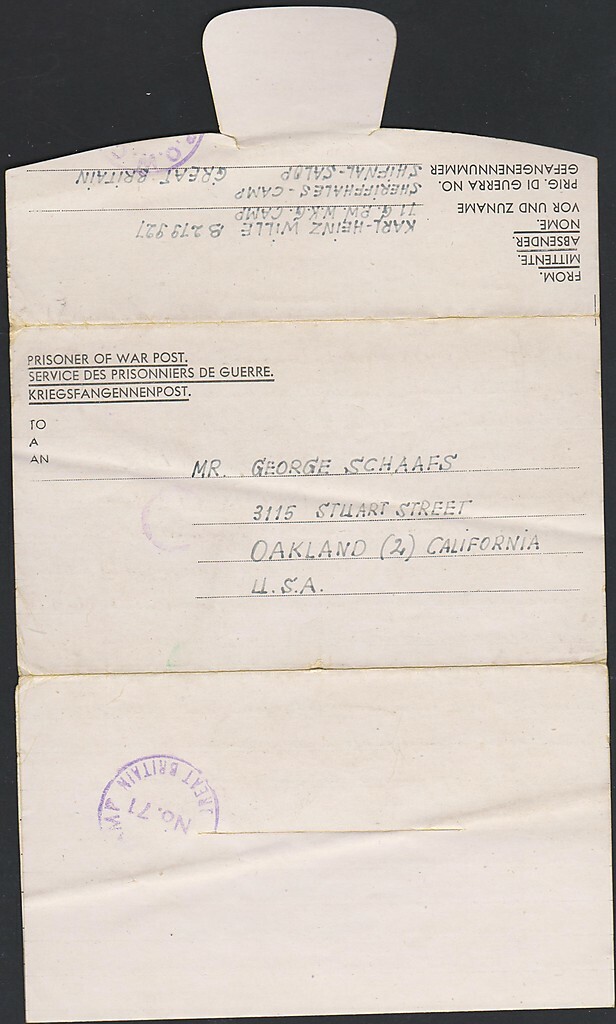 FROM.
MITTENTE.
ABSENDER.
NOME.
VOR UND ZUNAME
KARL-HEINZ WILLE B 279 927
71 G. P.W. W.K.G. CAMP
PRIG. DI GUERRA NO.
GEFANGENENNUMMER
SHERIFFHALES-CAMP
SHIFNAL-SALOP GREAT BRITAIN
PRISONER OF WAR POST.
SERVICE DES PRISONNIERS DE GUERRE.
KRIEGSFANGENNENPOST.
TO
A
AN
MR. GEORGE SCHAAFS
3115 STUART STREET
OAKLAND (2) CALIFORNIA
U.S.A.
No. 71
GREAT BRITAIN